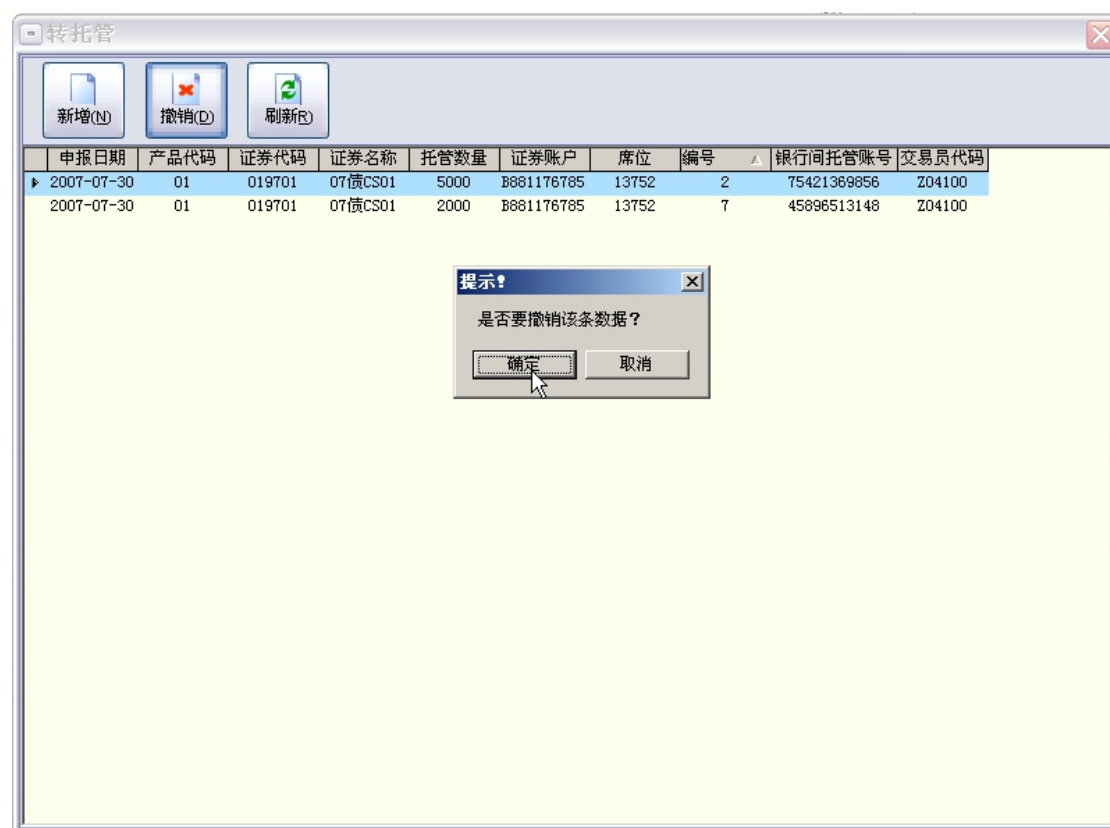 转托管
新增(N) 撤销(D) 刷新(R)
申报日期 产品代码 证券代码 证券名称 托管数量 证券账户 席位 编号 银行间托管账号 交易员代码
2007-07-30 01 019701 07债CS01 5000 B881176785 13752 2 75421369856 Z04100
2007-07-30 01 019701 07债CS01 2000 B881176785 13752 7 45896513148 Z04100
提示!
是否要撤销该条数据?
确定 取消